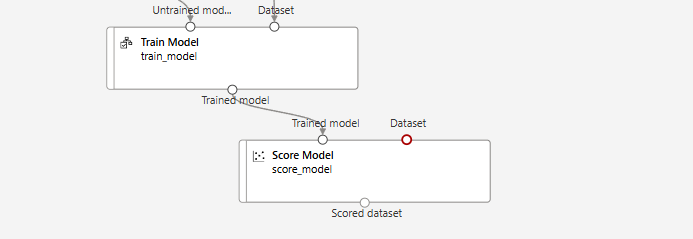 Untrained mod... Dataset
Train Model
train_model
Trained model
Trained model Dataset
Score Model
score_model
Scored dataset